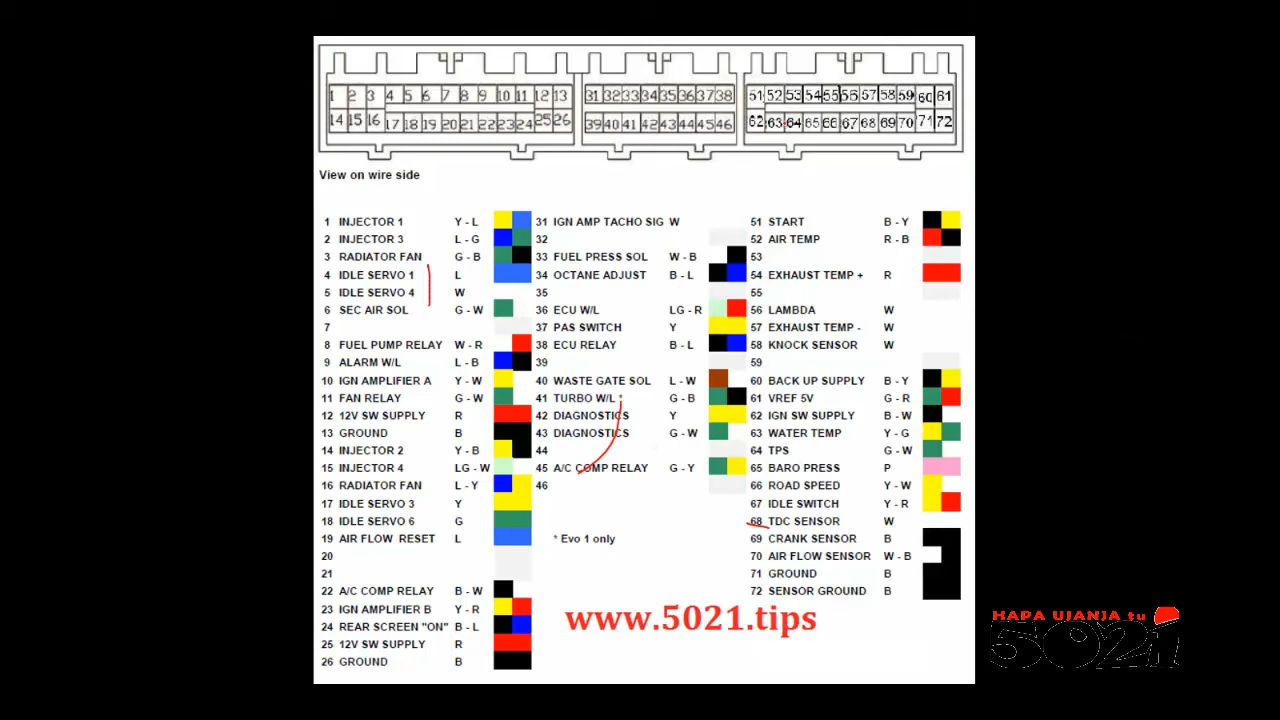 1 2 3 4 5 6 7 8 9 10 11 12 13
14 15 16 17 18 19 20 21 22 23 24 25 26
31 32 33 34 35 36 37 38
39 40 41 42 43 44 45 46
51 52 53 54 55 56 57 58 59 60 61
62 63 64 65 66 67 68 69 70 71 72
View on wire side
1 INJECTOR 1 Y - L
2 INJECTOR 3 L - G
3 RADIATOR FAN G - B
4 IDLE SERVO 1 L
5 IDLE SERVO 4 W
6 SEC AIR SOL G - W
7
8 FUEL PUMP RELAY W - R
9 ALARM W/L L - B
10 IGN AMPLIFIER A Y - W
11 FAN RELAY G - W
12 12V SW SUPPLY R
13 GROUND B
14 INJECTOR 2 Y - B
15 INJECTOR 4 LG - W
16 RADIATOR FAN L - Y
17 IDLE SERVO 3 Y
18 IDLE SERVO 6 G
19 AIR FLOW RESET L
20
21
22 A/C COMP RELAY B - W
23 IGN AMPLIFIER B Y - R
24 REAR SCREEN "ON" B - L
25 12V SW SUPPLY R
26 GROUND B
31 IGN AMP TACHO SIG W
32
33 FUEL PRESS SOL W - B
34 OCTANE ADJUST B - L
35
36 ECU W/L LG - R
37 PAS SWITCH Y
38 ECU RELAY B - L
39
40 WASTE GATE SOL L - W
41 TURBO W/L * G - B
42 DIAGNOSTICS Y
43 DIAGNOSTICS G - W
44
45 A/C COMP RELAY G - Y
46
* Evo 1 only
51 START B - Y
52 AIR TEMP R - B
53
54 EXHAUST TEMP + R
55
56 LAMBDA W
57 EXHAUST TEMP - W
58 KNOCK SENSOR W
59
60 BACK UP SUPPLY B - Y
61 VREF 5V G - R
62 IGN SW SUPPLY B - W
63 WATER TEMP Y - G
64 TPS G - W
65 BARO PRESS P
66 ROAD SPEED Y - W
67 IDLE SWITCH Y - R
68 TDC SENSOR W
69 CRANK SENSOR B
70 AIR FLOW SENSOR W - B
71 GROUND B
72 SENSOR GROUND B
www.5021.tips
HAPA UJANJA tu
5021